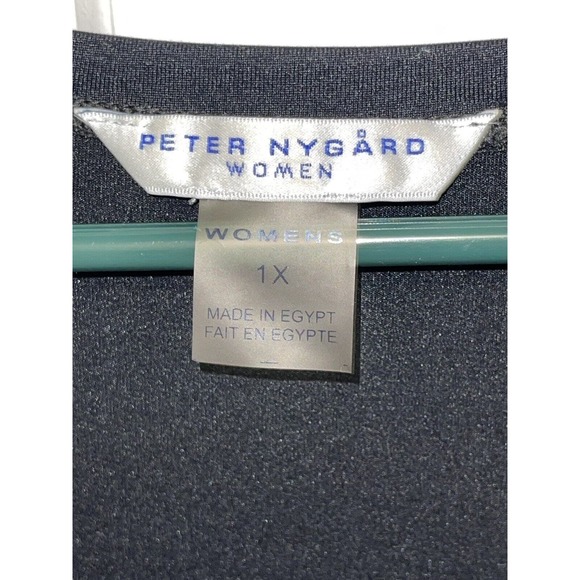 PETER NYGÅRD
WOMEN
WOMENS
1X
MADE IN EGYPT
FAIT EN EGYPTE